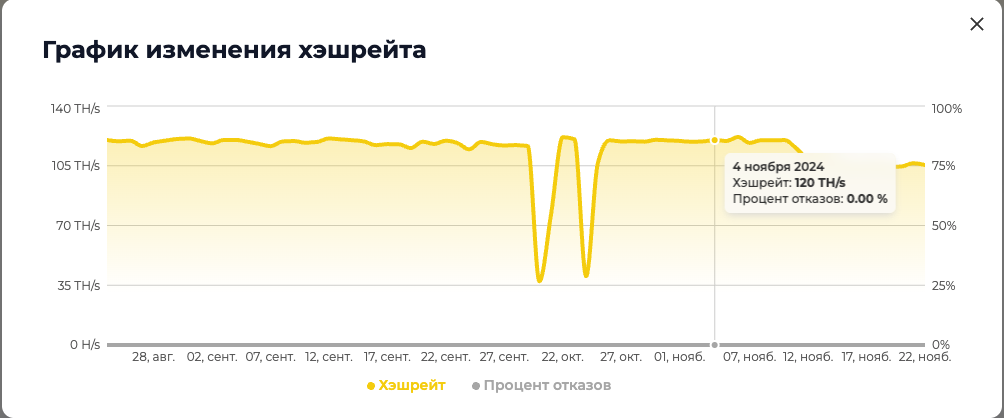 График изменения хэшрейта
140 TH/s
100%
105 TH/s
75%
4 ноября 2024
Хэшрейт: 120 TH/s
Процент отказов: 0.00 %
70 TH/s
50%
35 TH/s
25%
0 H/s
0%
28, авг. 02, сент. 07, сент. 12, сент. 17, сент. 22, сент. 27, сент. 22, окт. 27, окт. 01, нояб. 07, нояб. 12, нояб. 17, нояб. 22, нояб.
Хэшрейт Процент отказов